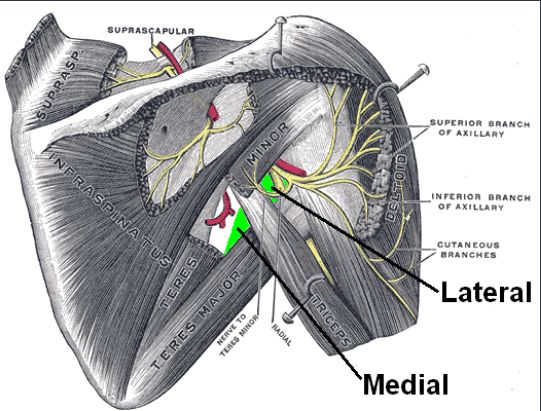 SUPRASCAPULAR
SUPRASP.
INFRASPINATUS
MINOR
SUPERIOR BRANCH
OF AXILLARY
DELTOID
INFERIOR BRANCH
OF AXILLARY
CUTANEOUS
BRANCHES
TERES
Lateral
TERES MAJOR
NERVE TO
TERES MINOR
RADIAL
TRICEPS
Medial